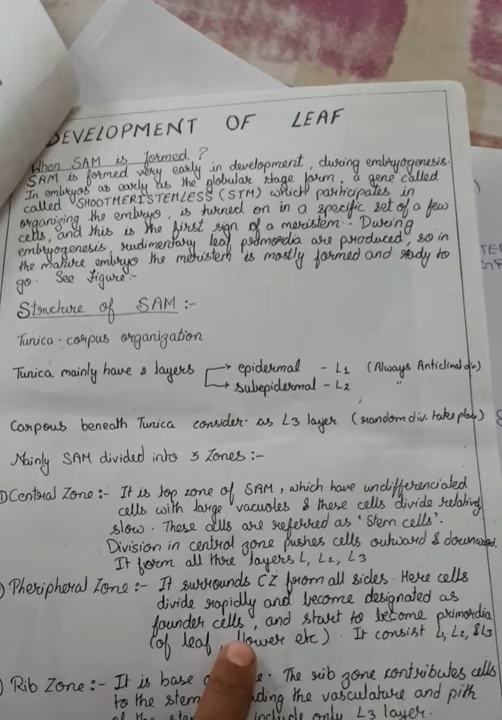 DEVELOPMENT OF LEAF
When SAM is formed?
SAM is formed very early in development, during embryogenesis.
In embryos as early as the globular stage form, a gene called
called SHOOTMERISTEMLESS (STM) which participates in
organizing the embryo, is turned on in a specific set of a few
cells, and this is the first sign of a meristem. During
embryogenesis, rudimentary leaf primordia are produced, so in
the mature embryo the meristem is mostly formed and ready to
go. See Figure:-
Structure of SAM :-
Tunica-corpus organization
Tunica mainly have 2 layers → epidermal - L1 (Always Anticlinal div)
→ subepidermal - L2 "
Corpous beneath Tunica consider as L3 layer (random div. take place)
Mainly SAM divided into 3 Zones :-
1) Central Zone :- It is top zone of SAM, which have undifferenciated
cells with large vacuoles & these cells divide relative
slow. These cells are referred as 'Stem cells'.
Division in central zone pushes cells outward & downward.
It form all three layers L, L2, L3
) Pheripheral Zone :- It surrounds CZ from all sides. Here cells
divide rapidly and become designated as
founder cells, and start to become primordia
(of leaf, flower etc). It consist L1, L2, & L3
) Rib Zone :- It is base The rib zone contributes cells
to the stem the vasculature and pith
of the include only L3 layer.